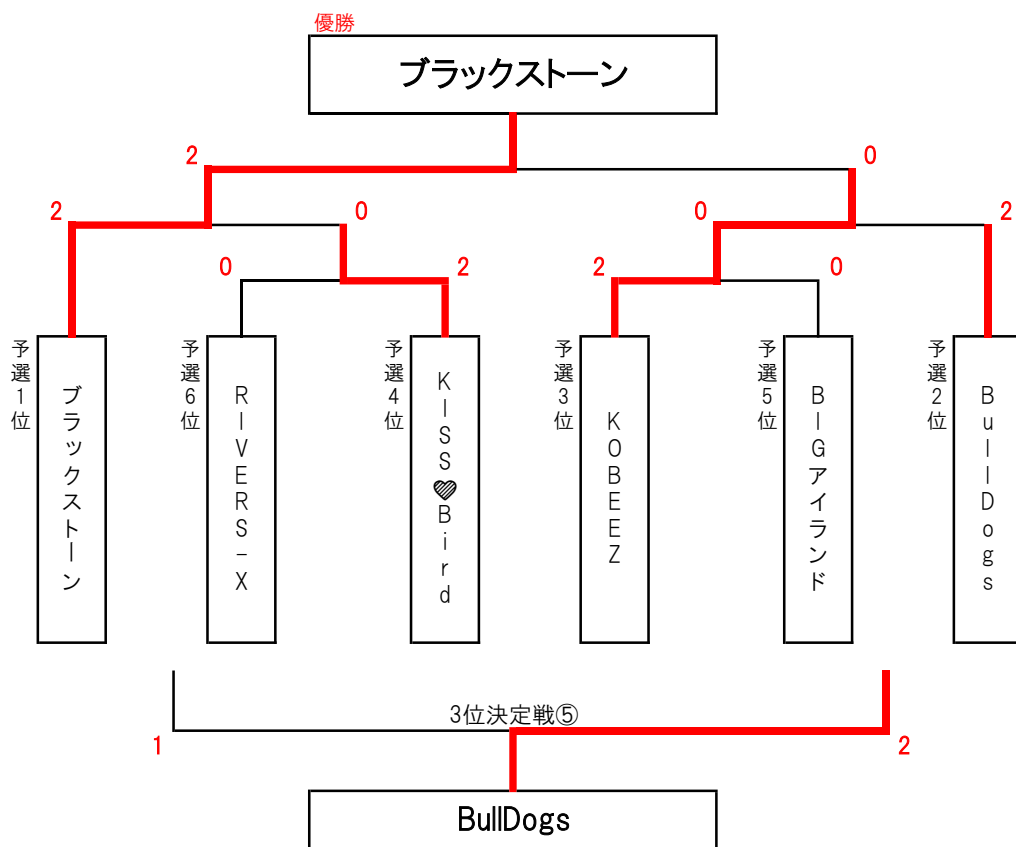 優勝
ブラックストーン
2
0
2
0
0
2
0
2
2
0
予選1位
ブラックストーン
予選6位
RIVERS-X
予選4位
KISS♥Bird
予選3位
KOBEEZ
予選5位
BIGアイランド
予選2位
BullDogs
3位決定戦⑤
1
2
BullDogs